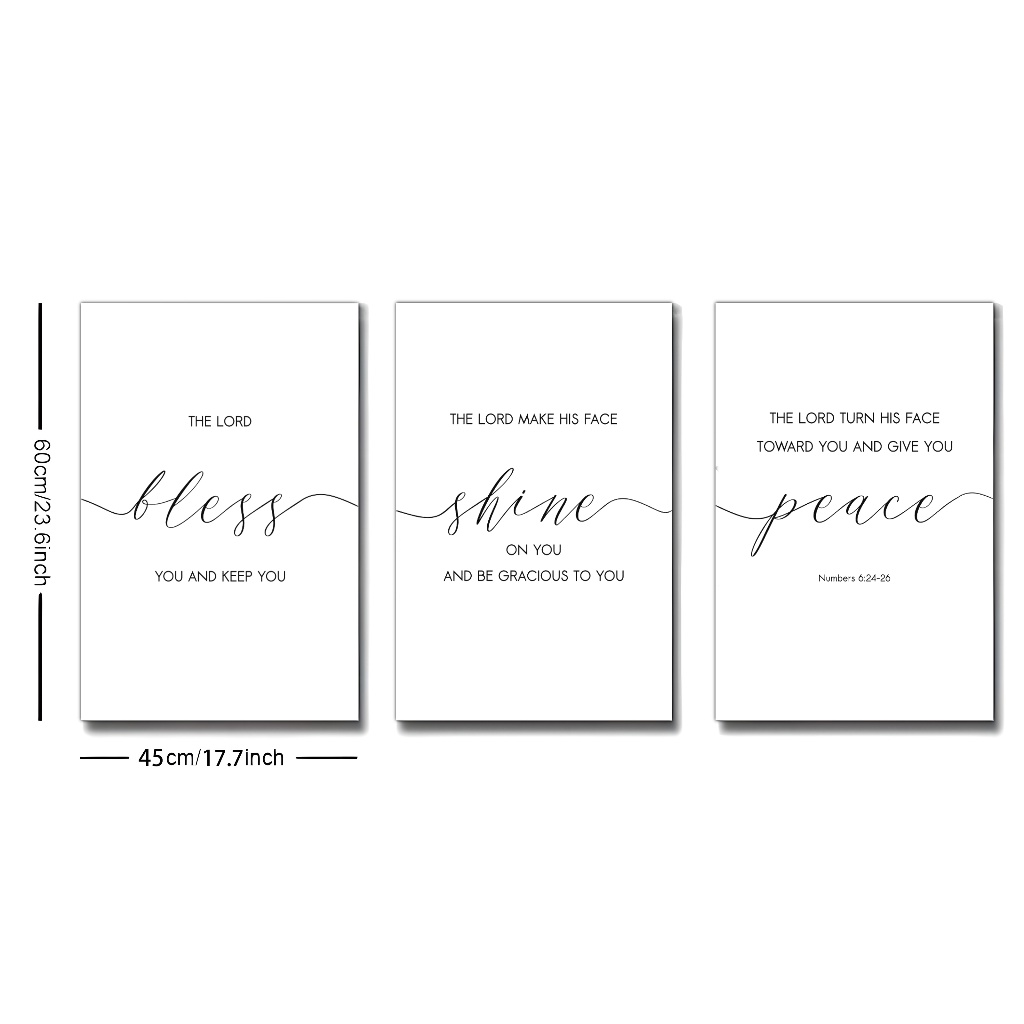 THE LORD
bless
YOU AND KEEP YOU
THE LORD MAKE HIS FACE
shine
ON YOU
AND BE GRACIOUS TO YOU
THE LORD TURN HIS FACE
TOWARD YOU AND GIVE YOU
peace
Numbers 6:24-26
60cm/23.6inch
45cm/17.7inch